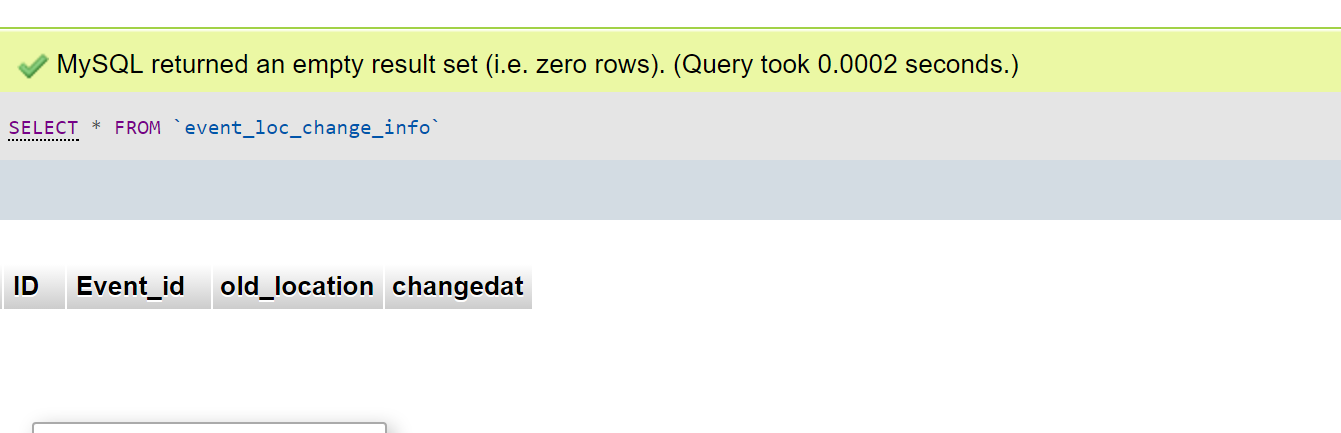 MySQL returned an empty result set (i.e. zero rows). (Query took 0.0002 seconds.)
SELECT * FROM `event_loc_change_info`
ID Event_id old_location changedat